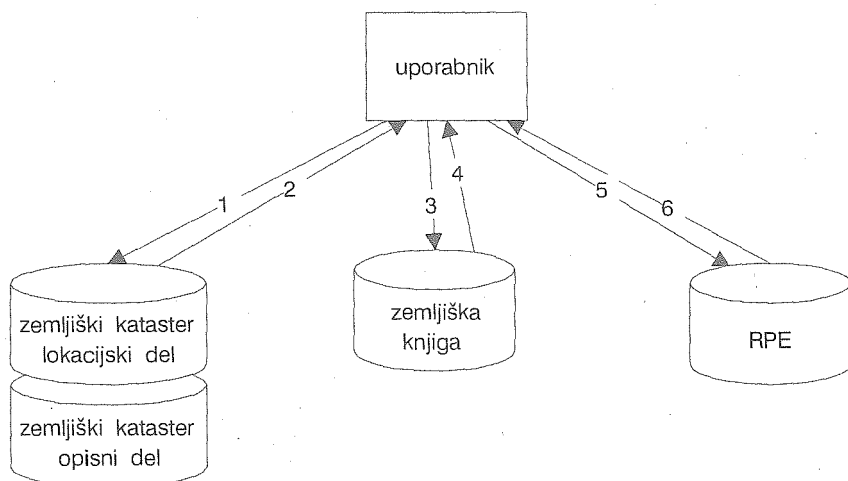 uporabnik
1
2
3
4
5
6
zemljiški kataster
lokacijski del
zemljiški kataster
opisni del
zemljiška
knjiga
RPE